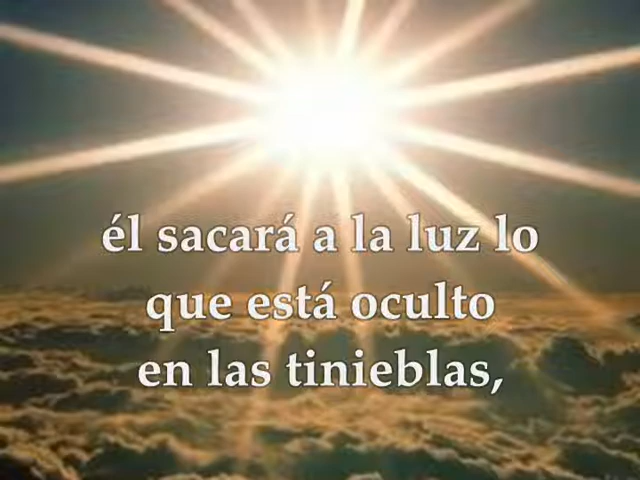 él sacará a la luz lo
que está oculto
en las tinieblas,